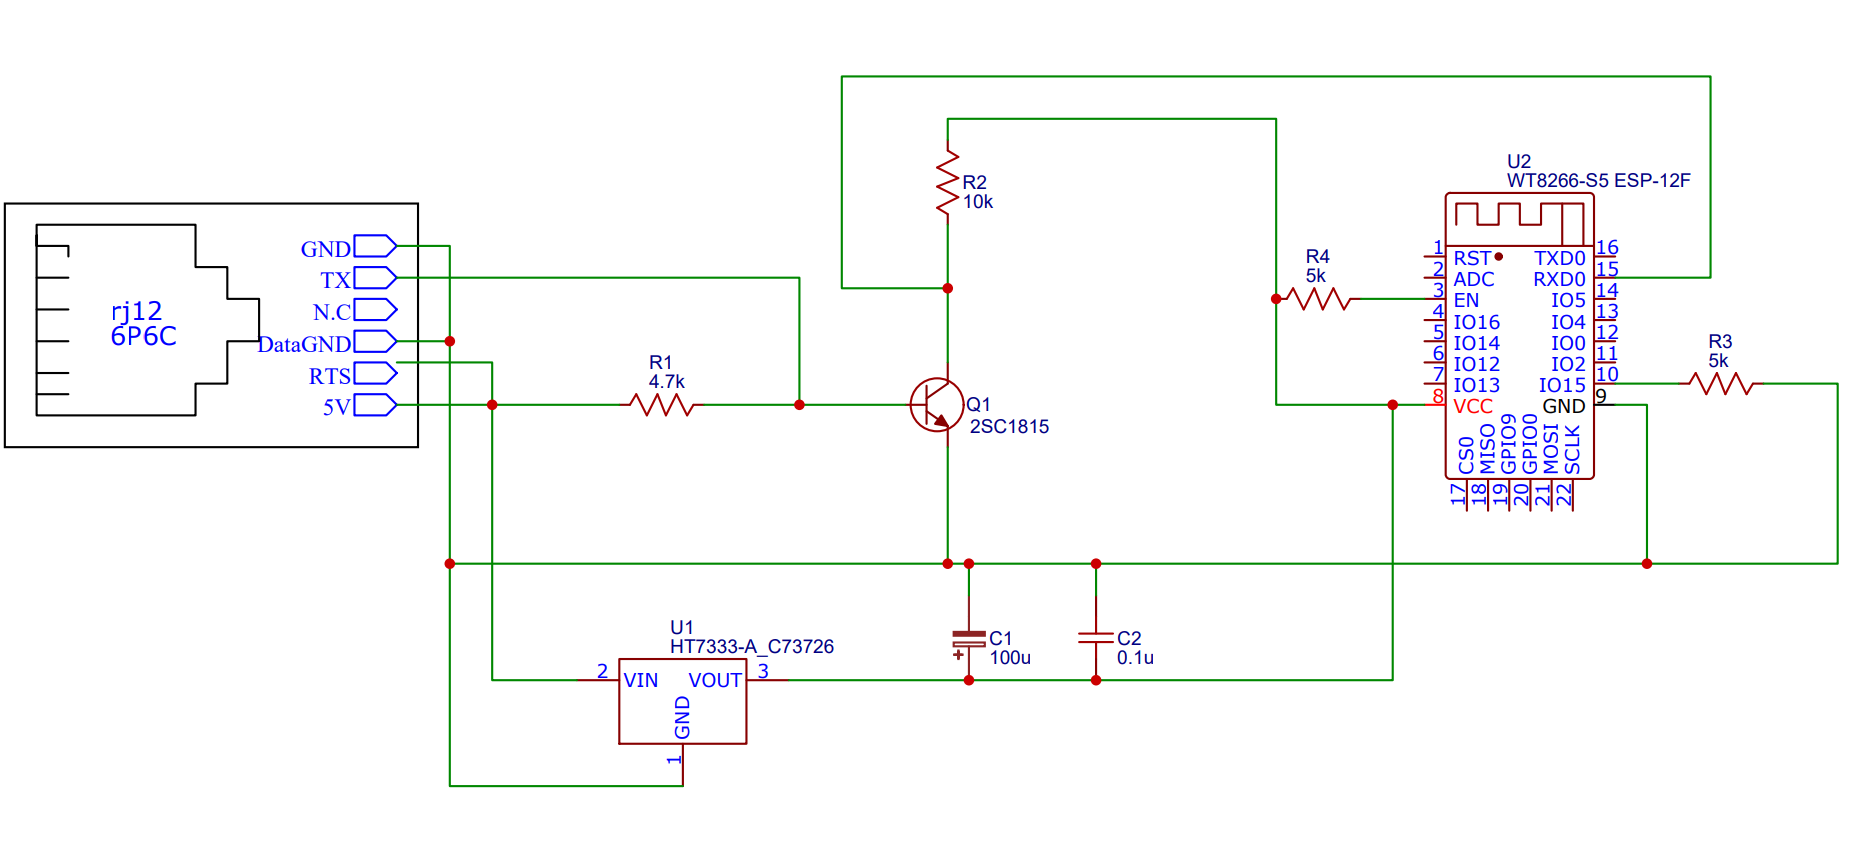 GND
TX
N.C
DataGND
RTS
5V
rj12
6P6C
R1
4.7k
R2
10k
Q1
2SC1815
R4
5k
U2
WT8266-S5 ESP-12F
1
2
3
4
5
6
7
8
RST
ADC
EN
IO16
IO14
IO12
IO13
VCC
TXD0
RXD0
IO5
IO4
IO0
IO2
IO15
GND
16
15
14
13
12
11
10
9
CS0
MISO
GPIO9
GPIO0
MOSI
SCLK
17
18
19
20
21
22
R3
5k
U1
HT7333-A_C73726
2
VIN
VOUT
3
GND
1
C1
100u
+
C2
0.1u